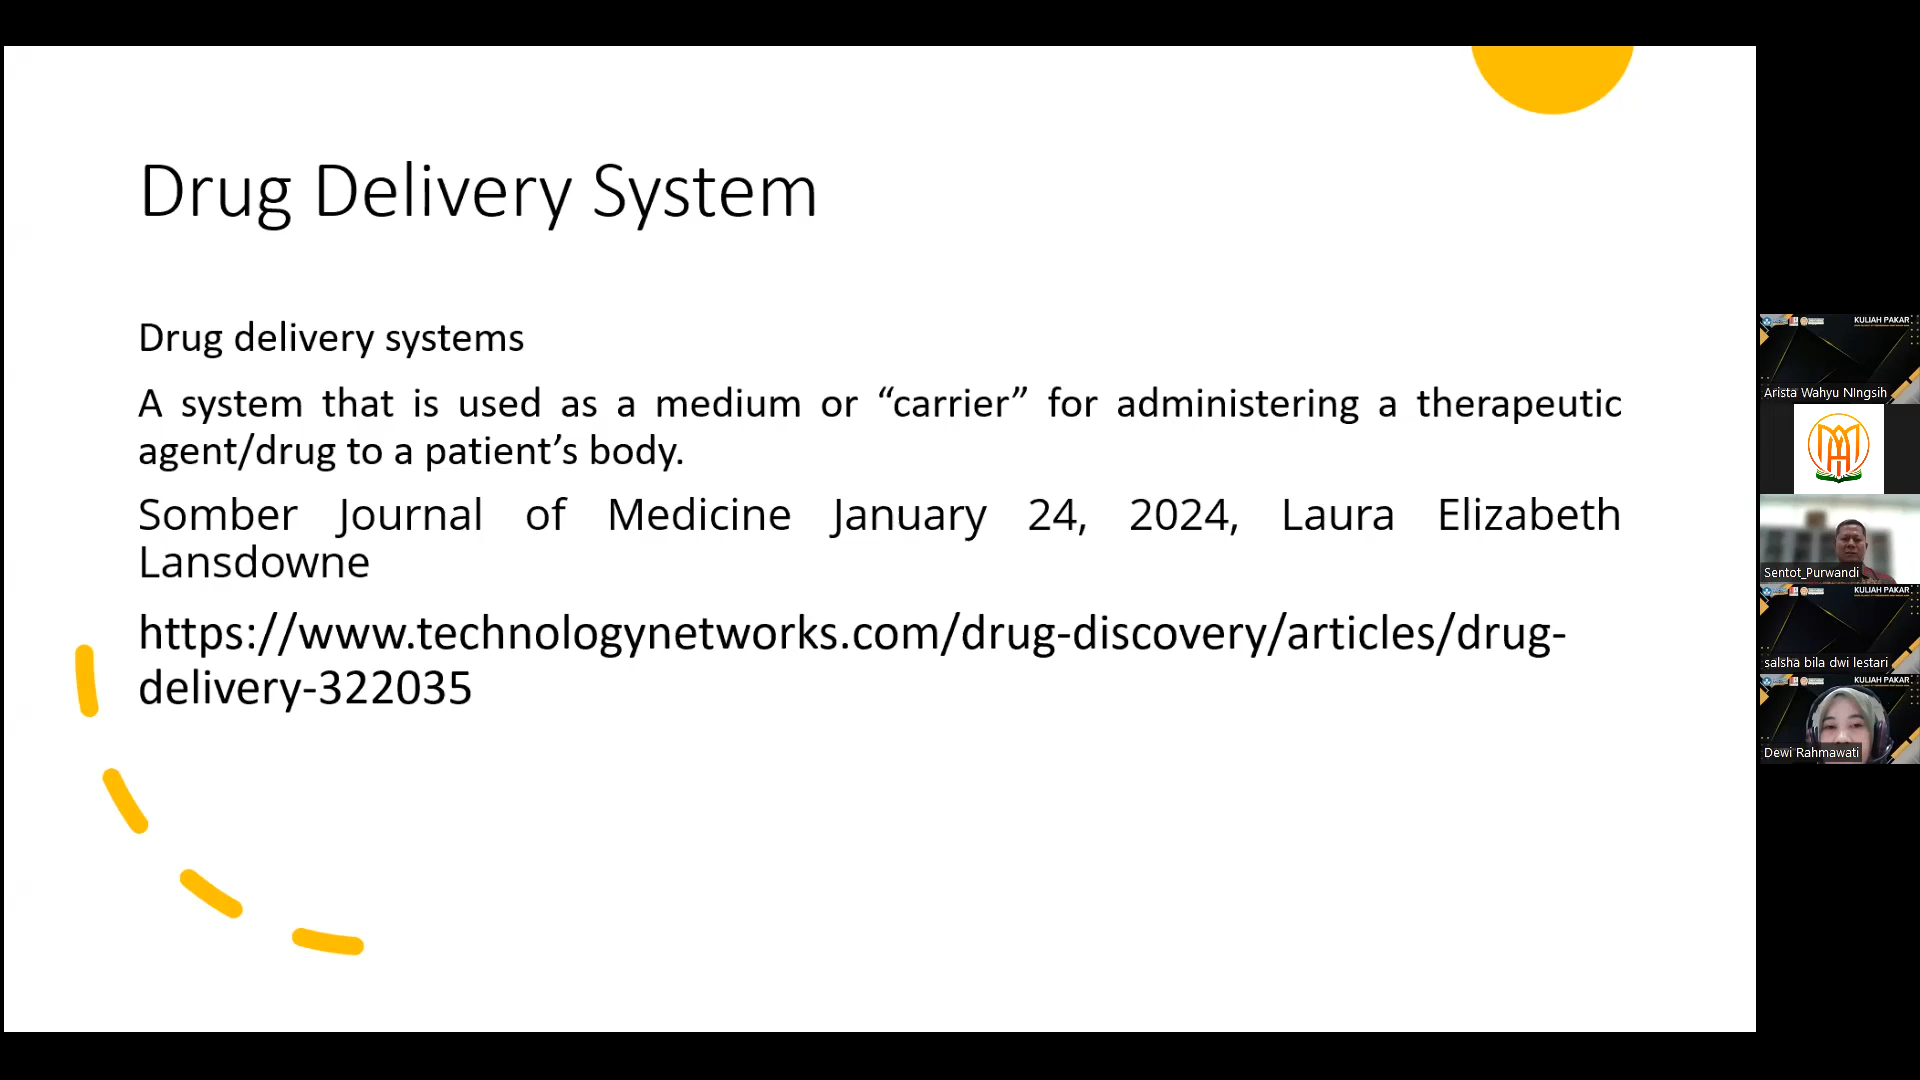 Drug Delivery System
Drug delivery systems
A system that is used as a medium or “carrier” for administering a therapeutic
agent/drug to a patient’s body.
Somber Journal of Medicine January 24, 2024, Laura Elizabeth
Lansdowne
https://www.technologynetworks.com/drug-discovery/articles/drug-
delivery-322035
KULIAH PAKAR
Arista Wahyu NIngsih
Sentot_Purwandi
KULIAH PAKAR
salsha bila dwi lestari
KULIAH PAKAR
Dewi Rahmawati